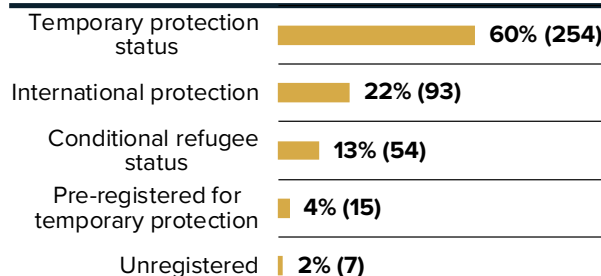 Temporary protection
status
60% (254)
International protection
22% (93)
Conditional refugee
status
13% (54)
Pre-registered for
temporary protection
4% (15)
Unregistered
2% (7)